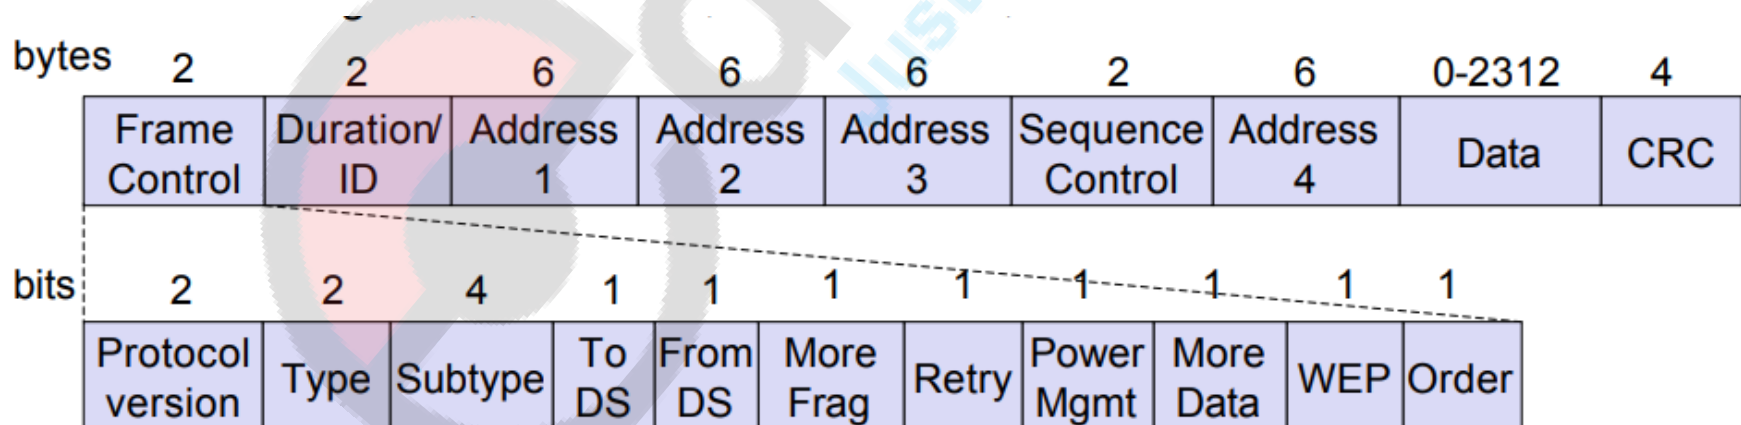 bytes 2 2 6 6 6 2 6 0-2312 4
Frame Duration/ Address Address Address Sequence Address Data CRC
Control ID 1 2 3 Control 4
bits 2 2 4 1 1 1 1 1 1 1 1
Protocol Type Subtype To From More Retry Power More WEP Order
version DS DS Frag Mgmt Data
Just